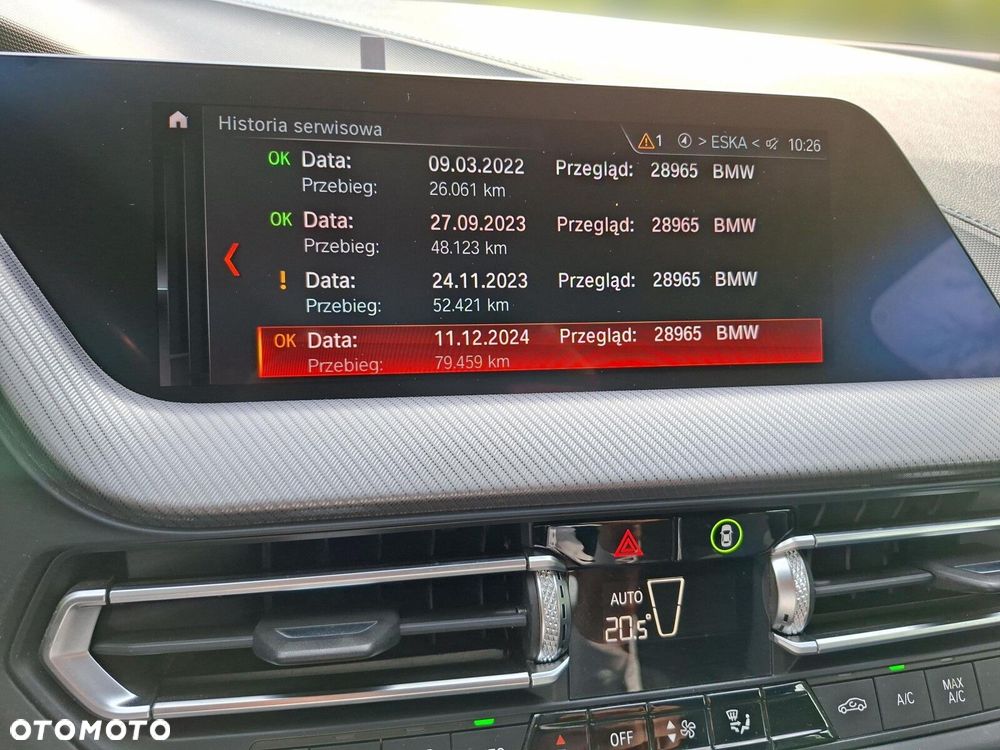 Historia serwisowa
1 > ESKA < 10:26
OK Data: 09.03.2022 Przegląd: 28965 BMW
Przebieg: 26.061 km
OK Data: 27.09.2023 Przegląd: 28965 BMW
Przebieg: 48.123 km
! Data: 24.11.2023 Przegląd: 28965 BMW
Przebieg: 52.421 km
OK Data: 11.12.2024 Przegląd: 28965 BMW
Przebieg: 79.459 km
AUTO
20.5°
A/C
MAX
A/C
OFF
OTOMOTO